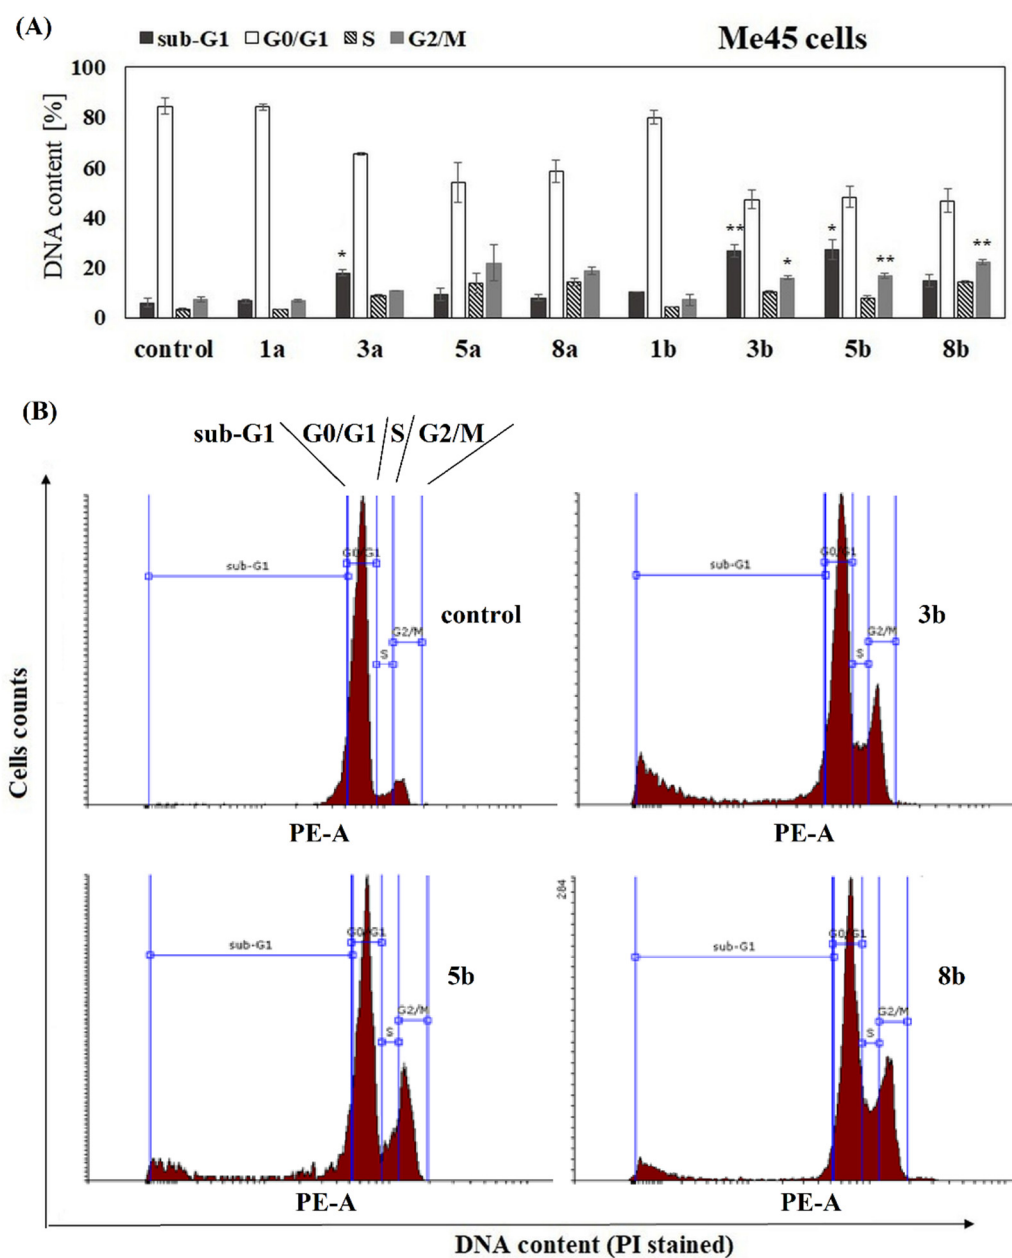 (A)
■ sub-G1 □ G0/G1 S G2/M
Me45 cells
DNA content [%]
100
80
60
40
20
0
* ** * * ** **
control 1a 3a 5a 8a 1b 3b 5b 8b
(B)
sub-G1 G0/G1 S G2/M
Cells counts
sub-G1
G0/G1
S
G2/M
control
PE-A
sub-G1
G0/G1
S
G2/M
3b
PE-A
sub-G1
G0/G1
S
G2/M
5b
PE-A
284
sub-G1
G0/G1
S
G2/M
8b
PE-A
DNA content (PI stained)